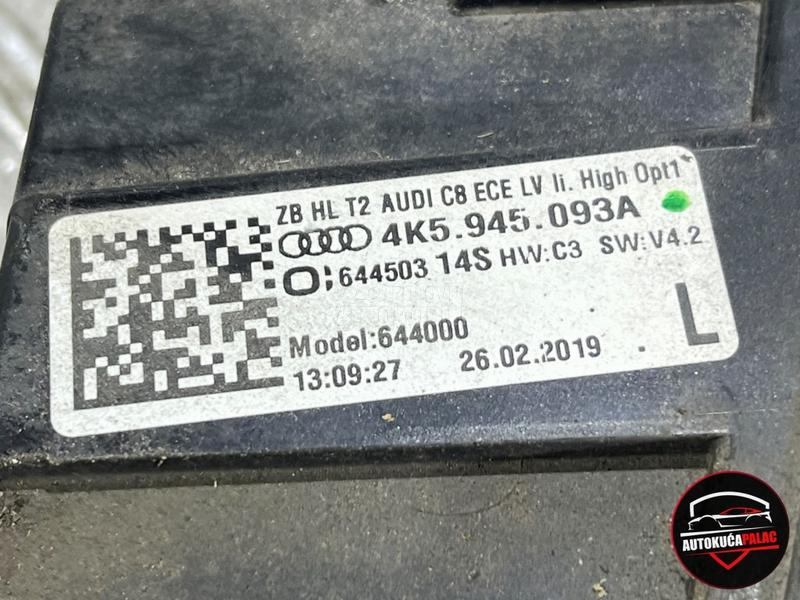 ZB HL T2 AUDI C8 ECE LV li. High Opt1
4K5.945.093A
644503 14S HW:C3 SW:V4.2
Model:644000
13:09:27 26.02.2019
L
AUTOKUĆAPALAC